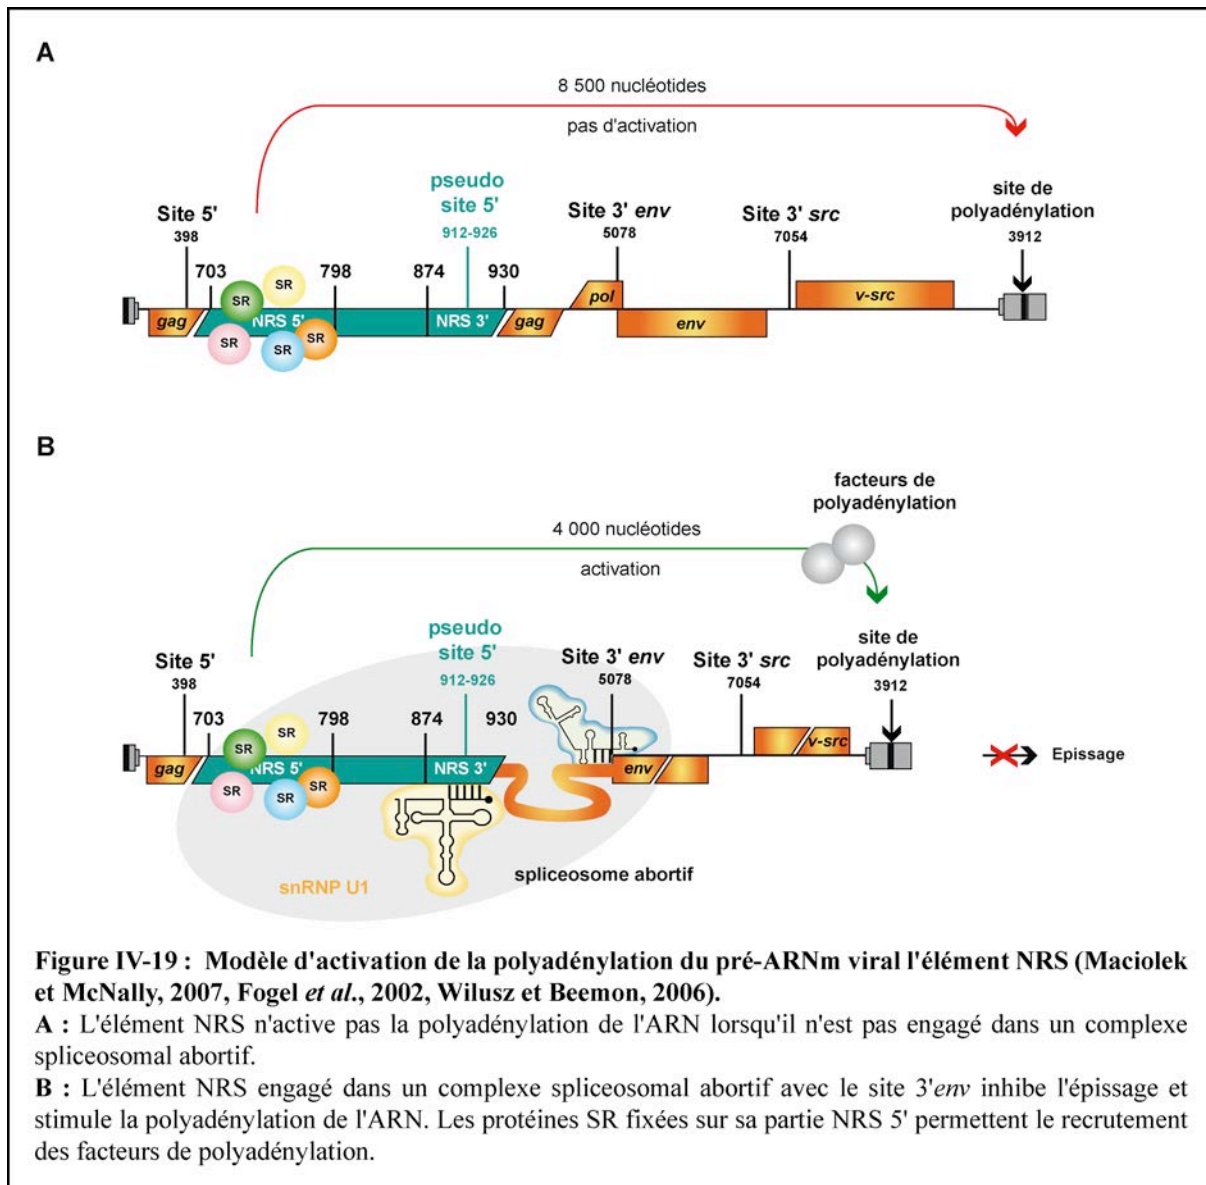 A
8 500 nucléotides
pas d'activation
pseudo
site 5'
912-926
Site 5'
398
Site 3' env
5078
Site 3' src
7054
site de
polyadénylation
3912
703
798
874
930
SR
SR
SR
SR
SR
gag
NRS 5'
NRS 3'
gag
pol
env
v-src
B
facteurs de
polyadénylation
4 000 nucléotides
activation
pseudo
site 5'
912-926
Site 5'
398
Site 3' env
5078
Site 3' src
7054
site de
polyadénylation
3912
703
798
874
930
SR
SR
SR
SR
SR
gag
NRS 5'
NRS 3'
env
v-src
Epissage
snRNP U1
spliceosome abortif
Figure IV-19 : Modèle d'activation de la polyadénylation du pré-ARNm viral l'élément NRS (Maciolek
et McNally, 2007, Fogel et al., 2002, Wilusz et Beemon, 2006).
A : L'élément NRS n'active pas la polyadénylation de l'ARN lorsqu'il n'est pas engagé dans un complexe
spliceosomal abortif.
B : L'élément NRS engagé dans un complexe spliceosomal abortif avec le site 3'env inhibe l'épissage et
stimule la polyadénylation de l'ARN. Les protéines SR fixées sur sa partie NRS 5' permettent le recrutement
des facteurs de polyadénylation.